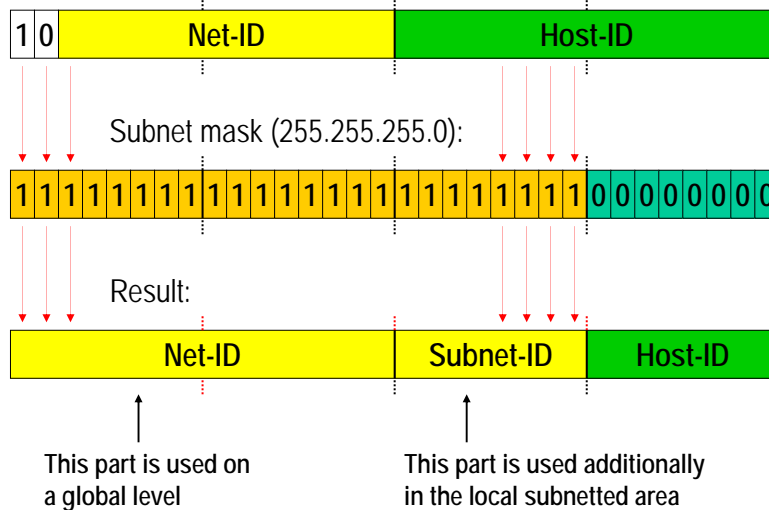 1 0 Net-ID Host-ID
Subnet mask (255.255.255.0):
1 1 1 1 1 1 1 1 1 1 1 1 1 1 1 1 1 1 1 1 1 1 1 1 0 0 0 0 0 0 0 0
Result:
Net-ID Subnet-ID Host-ID
This part is used on
a global level
This part is used additionally
in the local subnetted area